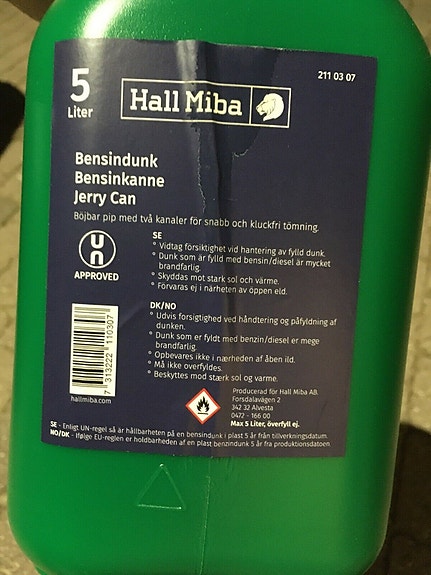 5
Liter
Hall Miba
211 03 07
Bensindunk
Bensinkanne
Jerry Can
Böjbar pip med två kanaler för snabb och kluckfri tömning.
un
APPROVED
SE
° Vidtag försiktighet vid hantering av fylld dunk.
° Dunk som är fylld med bensin/diesel är mycket
brandfarlig.
° Skyddas mot stark sol och värme.
° Förvaras ej i närheten av öppen eld.
DK/NO
° Udvis forsigtighed ved håndtering og påfyldning af
dunken.
° Dunk som er fyldt med benzin/diesel er mege
brandfarlig.
° Opbevares ikke i nærheden af åben ild.
° Må ikke overfyldes.
° Beskyttes mod stærk sol og varme.
7 313222 110307
hallmiba.com
Producerad för Hall Miba AB.
Forsdalavägen 2
342 32 Alvesta
0472 - 166 00
Max 5 Liter, överfyll ej.
SE - Enligt UN-regel så är hållbarheten på en bensindunk i plast 5 år från tillverkningsdatum.
NO/DK - Ifølge EU-reglen er holdbarheden af en plast benzindunk 5 år fra produktionsdatoen.